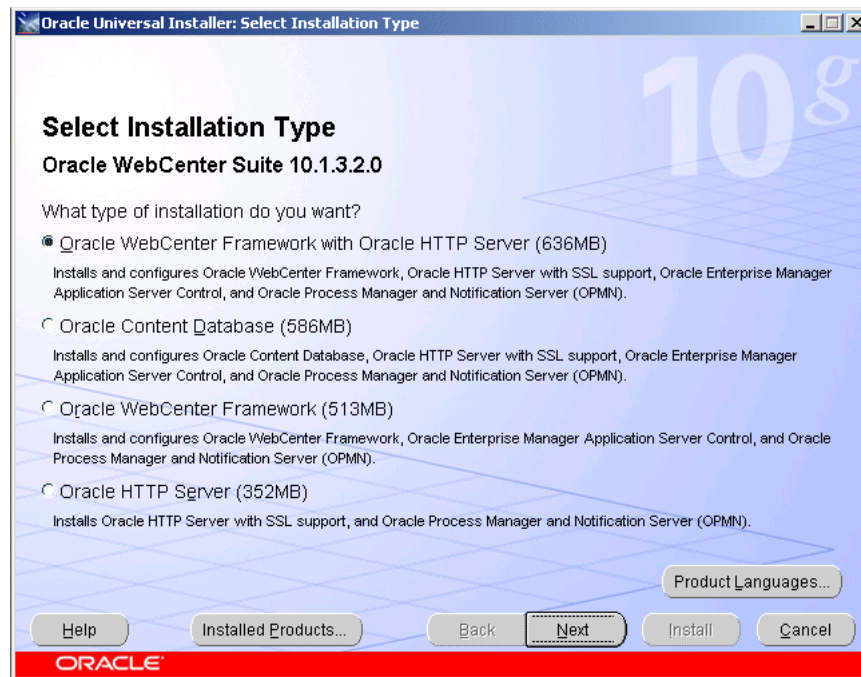 Oracle Universal Installer: Select Installation Type
10g
Select Installation Type
Oracle WebCenter Suite 10.1.3.2.0
What type of installation do you want?
Oracle WebCenter Framework with Oracle HTTP Server (636MB)
Installs and configures Oracle WebCenter Framework, Oracle HTTP Server with SSL support, Oracle Enterprise Manager
Application Server Control, and Oracle Process Manager and Notification Server (OPMN).
Oracle Content Database (586MB)
Installs and configures Oracle Content Database, Oracle HTTP Server with SSL support, Oracle Enterprise Manager
Application Server Control, and Oracle Process Manager and Notification Server (OPMN).
Oracle WebCenter Framework (513MB)
Installs and configures Oracle WebCenter Framework, Oracle Enterprise Manager Application Server Control, and Oracle
Process Manager and Notification Server (OPMN).
Oracle HTTP Server (352MB)
Installs Oracle HTTP Server with SSL support, and Oracle Process Manager and Notification Server (OPMN).
Product Languages...
Help Installed Products... Back Next Install Cancel
ORACLE